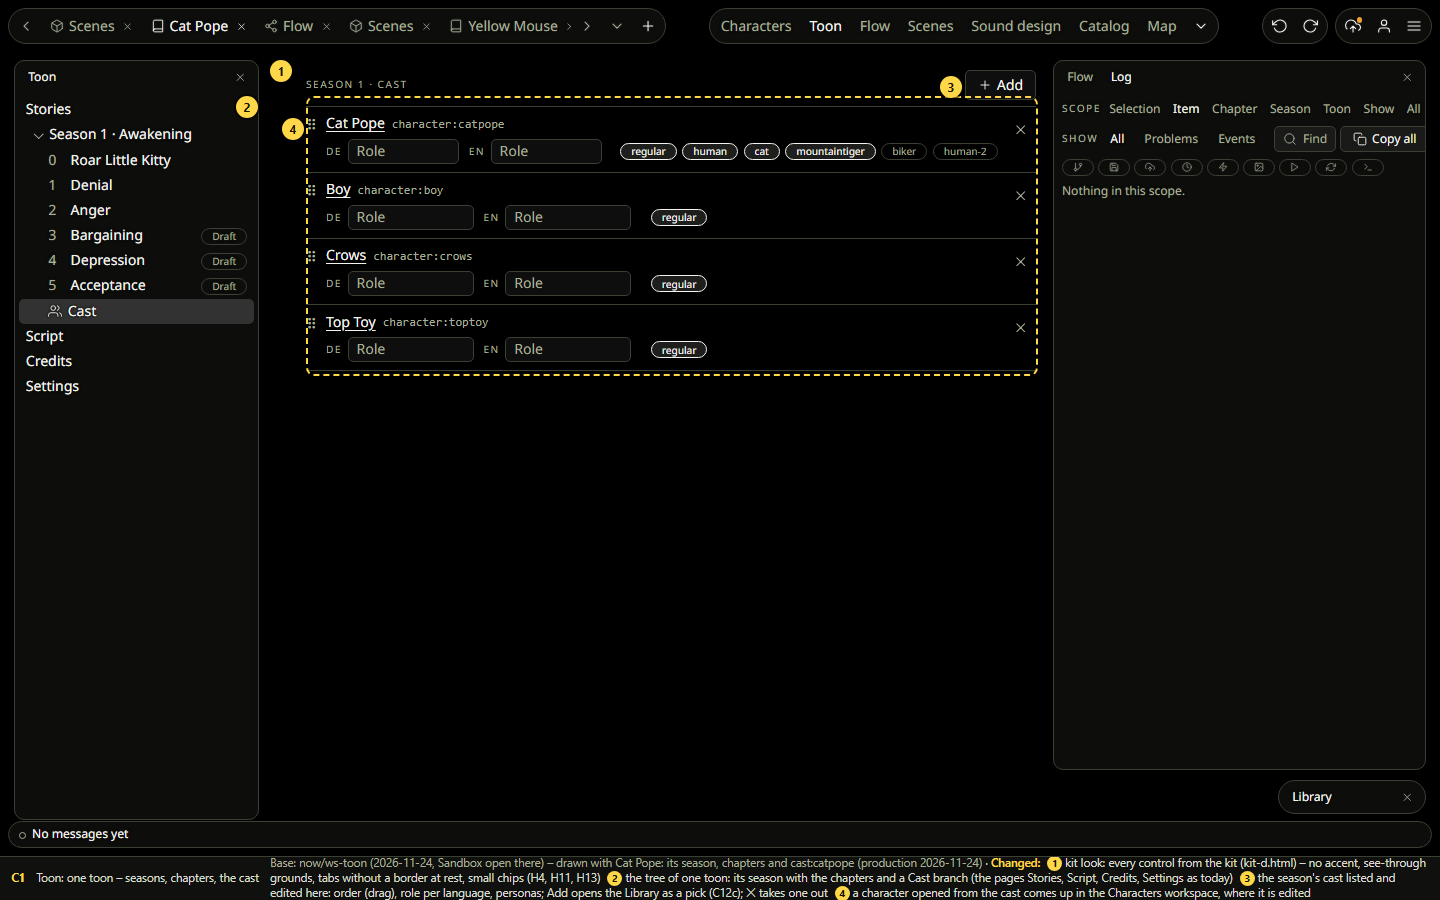 Scenes × Cat Pope × Flow × Scenes × Yellow Mouse
Characters Toon Flow Scenes Sound design Catalog Map
Toon
Stories
Season 1 · Awakening
0 Roar Little Kitty
1 Denial
2 Anger
3 Bargaining Draft
4 Depression Draft
5 Acceptance Draft
Cast
Script
Credits
Settings
1
2
3
4
SEASON 1 · CAST
+ Add
Cat Pope character:catpope
DE Role EN Role regular human cat mountaintiger biker human-2
Boy character:boy
DE Role EN Role regular
Crows character:crows
DE Role EN Role regular
Top Toy character:toptoy
DE Role EN Role regular
Flow Log
SCOPE Selection Item Chapter Season Toon Show All
SHOW All Problems Events Find Copy all
Nothing in this scope.
Library
No messages yet
C1 Toon: one toon – seasons, chapters, the cast
Base: now/ws-toon (2026-11-24, Sandbox open there) – drawn with Cat Pope: its season, chapters and cast:catpope (production 2026-11-24) · Changed: 1 kit look: every control from the kit (kit-d.html) – no accent, see-through
grounds, tabs without a border at rest, small chips (H4, H11, H13) 2 the tree of one toon: its season with the chapters and a Cast branch (the pages Stories, Script, Credits, Settings as today) 3 the season's cast listed and
edited here: order (drag), role per language, personas; Add opens the Library as a pick (C12c); × takes one out 4 a character opened from the cast comes up in the Characters workspace, where it is edited